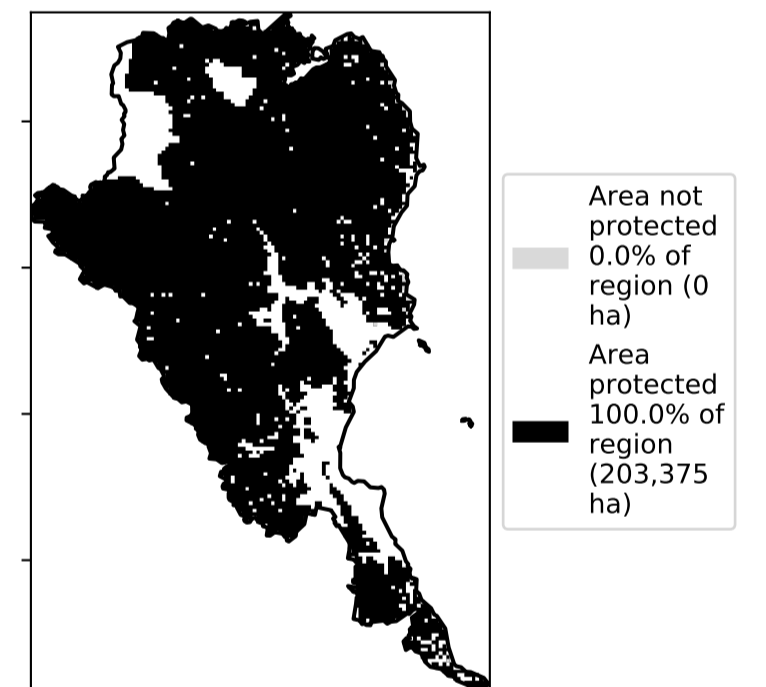 Area not
protected
0.0% of
region (0
ha)
Area
protected
100.0% of
region
(203,375
ha)